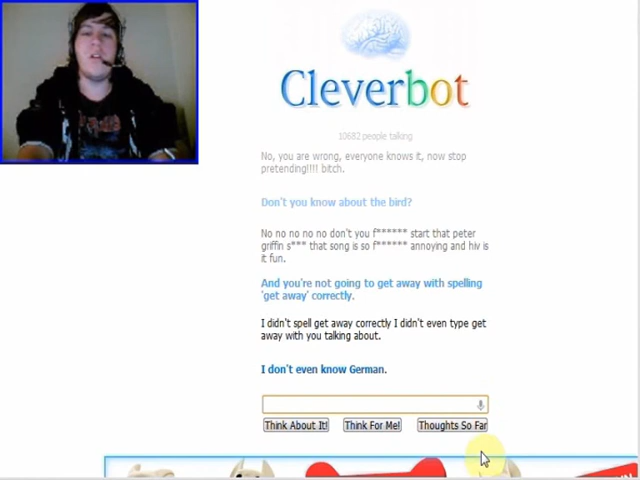 Cleverbot
10682 people talking
No, you are wrong, everyone knows it, now stop
pretending!!!! bitch.
Don't you know about the bird?
No no no no no don't you f****** start that peter
griffin s*** that song is so f****** annoying and hiv is
it fun.
And you're not going to get away with spelling
'get away' correctly.
I didn't spell get away correctly I didn't even type get
away with you talking about.
I don't even know German.
Think About It!
Think For Me!
Thoughts So Far